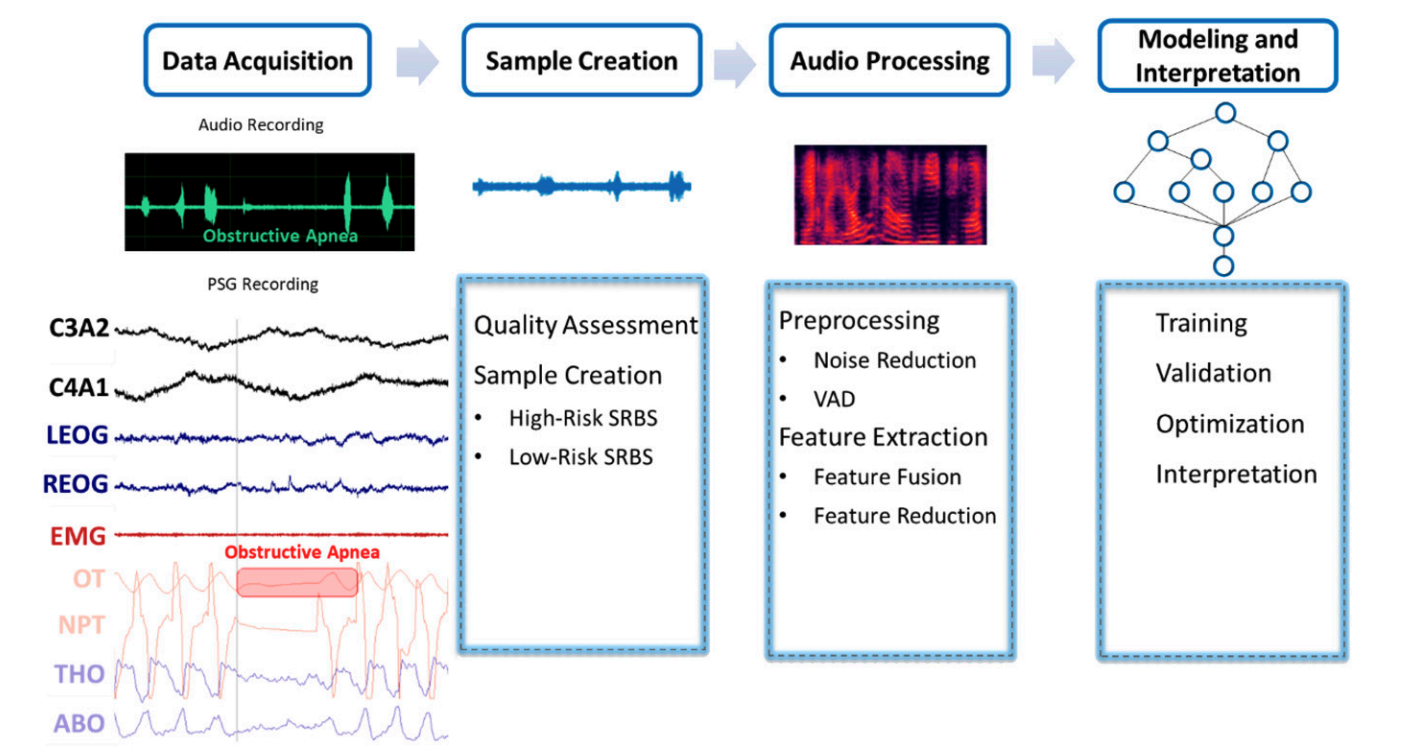 Data Acquisition
Sample Creation
Audio Processing
Modeling and
Interpretation
Audio Recording
Obstructive Apnea
PSG Recording
C3A2
C4A1
LEOG
REOG
EMG
Obstructive Apnea
OT
NPT
THO
ABO
Quality Assessment
Sample Creation
• High-Risk SRBS
• Low-Risk SRBS
Preprocessing
• Noise Reduction
• VAD
Feature Extraction
• Feature Fusion
• Feature Reduction
Training
Validation
Optimization
Interpretation